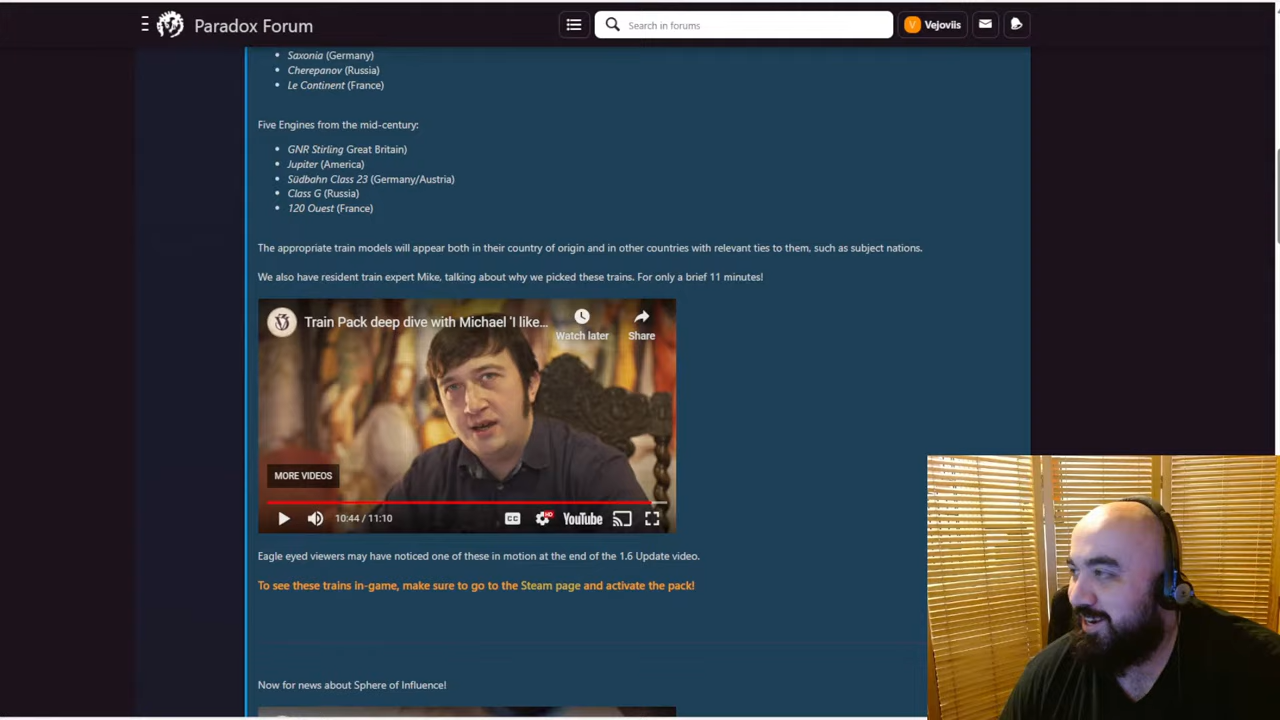 Paradox Forum
Search in forums
V Vejoviis
Saxonia (Germany)
Cherepanov (Russia)
Le Continent (France)
Five Engines from the mid-century:
GNR Stirling Great Britain)
Jupiter (America)
Südbahn Class 23 (Germany/Austria)
Class G (Russia)
120 Ouest (France)
The appropriate train models will appear both in their country of origin and in other countries with relevant ties to them, such as subject nations.
We also have resident train expert Mike, talking about why we picked these trains. For only a brief 11 minutes!
Train Pack deep dive with Michael 'I like...
Watch later
Share
MORE VIDEOS
10:44 / 11:10
CC
HD
YouTube
Eagle eyed viewers may have noticed one of these in motion at the end of the 1.6 Update video.
To see these trains in-game, make sure to go to the Steam page and activate the pack!
Now for news about Sphere of Influence!